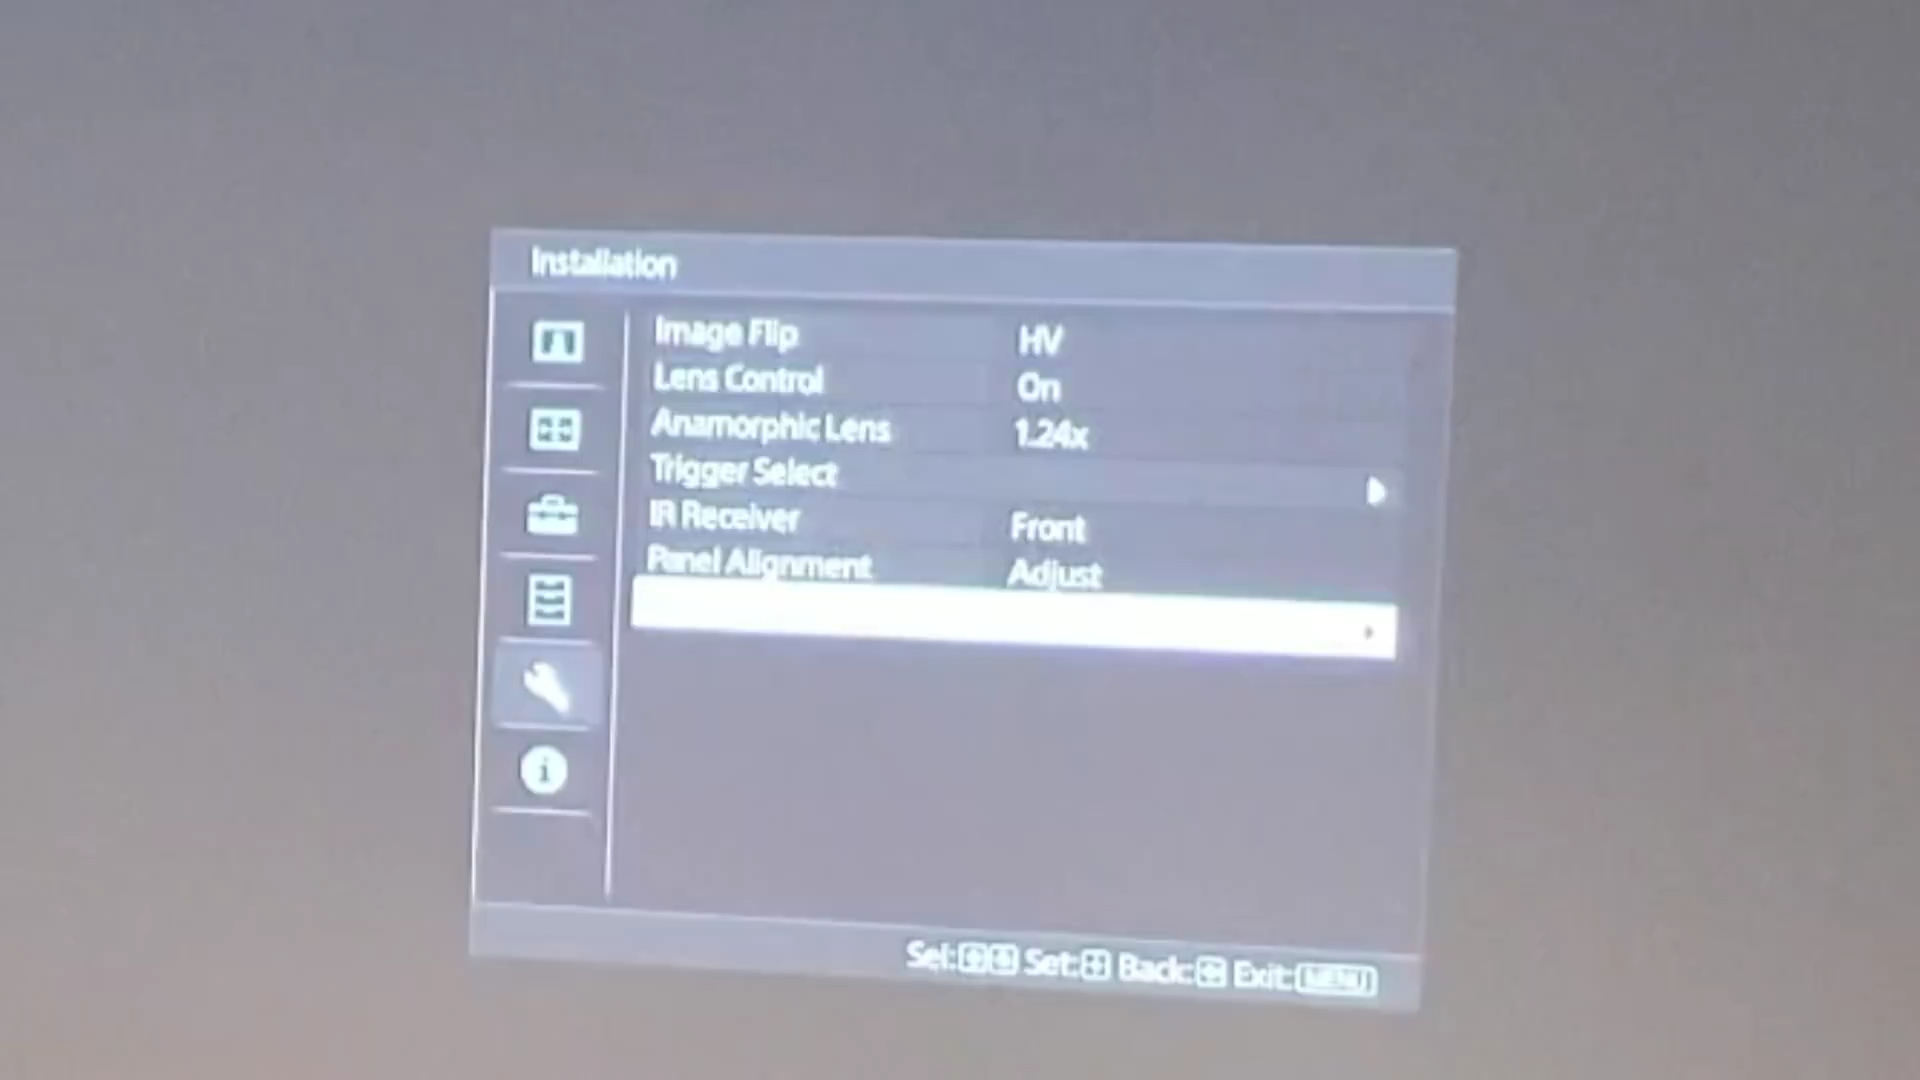 Installation
Image Flip HV
Lens Control On
Anamorphic Lens 1.24x
Trigger Select
IR Receiver Front
Panel Alignment Adjust
Sel: Set: Back: Exit: MENU